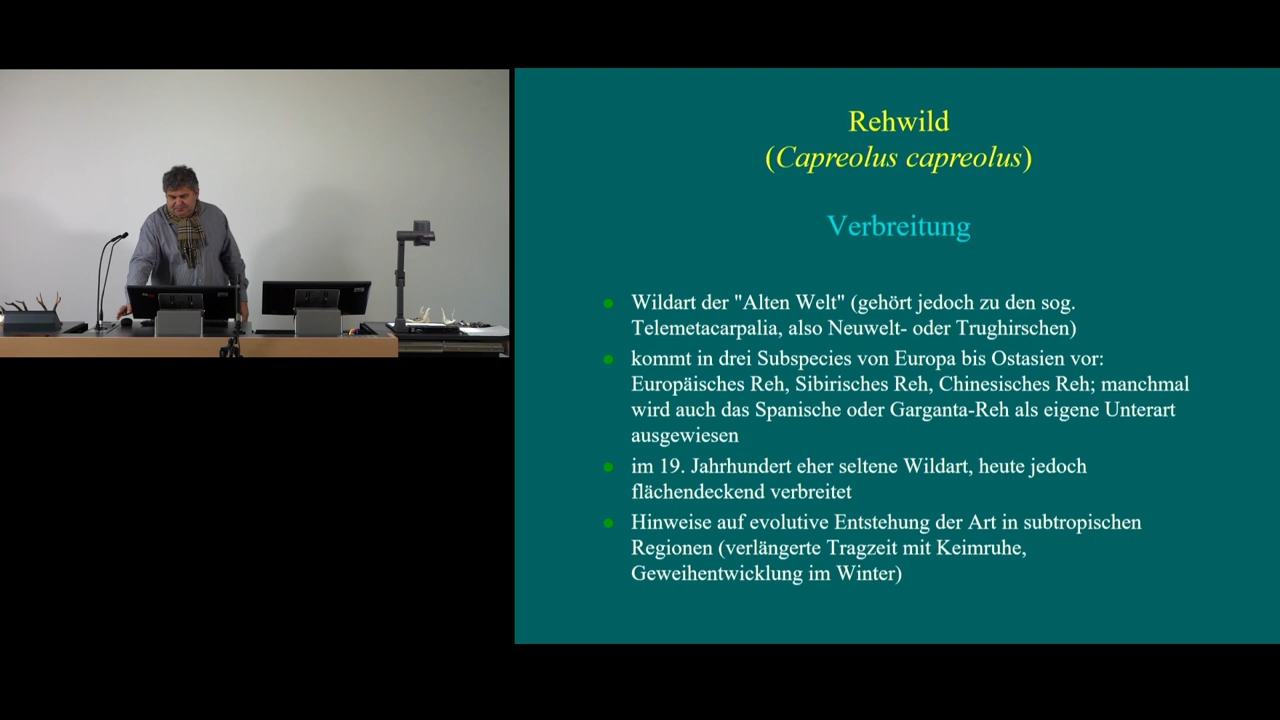 Rehwild
(Capreolus capreolus)
Verbreitung
Wildart der "Alten Welt" (gehört jedoch zu den sog.
Telemetacarpalia, also Neuwelt- oder Trughirschen)
kommt in drei Subspecies von Europa bis Ostasien vor:
Europäisches Reh, Sibirisches Reh, Chinesisches Reh; manchmal
wird auch das Spanische oder Garganta-Reh als eigene Unterart
ausgewiesen
im 19. Jahrhundert eher seltene Wildart, heute jedoch
flächendeckend verbreitet
Hinweise auf evolutive Entstehung der Art in subtropischen
Regionen (verlängerte Tragzeit mit Keimruhe,
Geweihentwicklung im Winter)